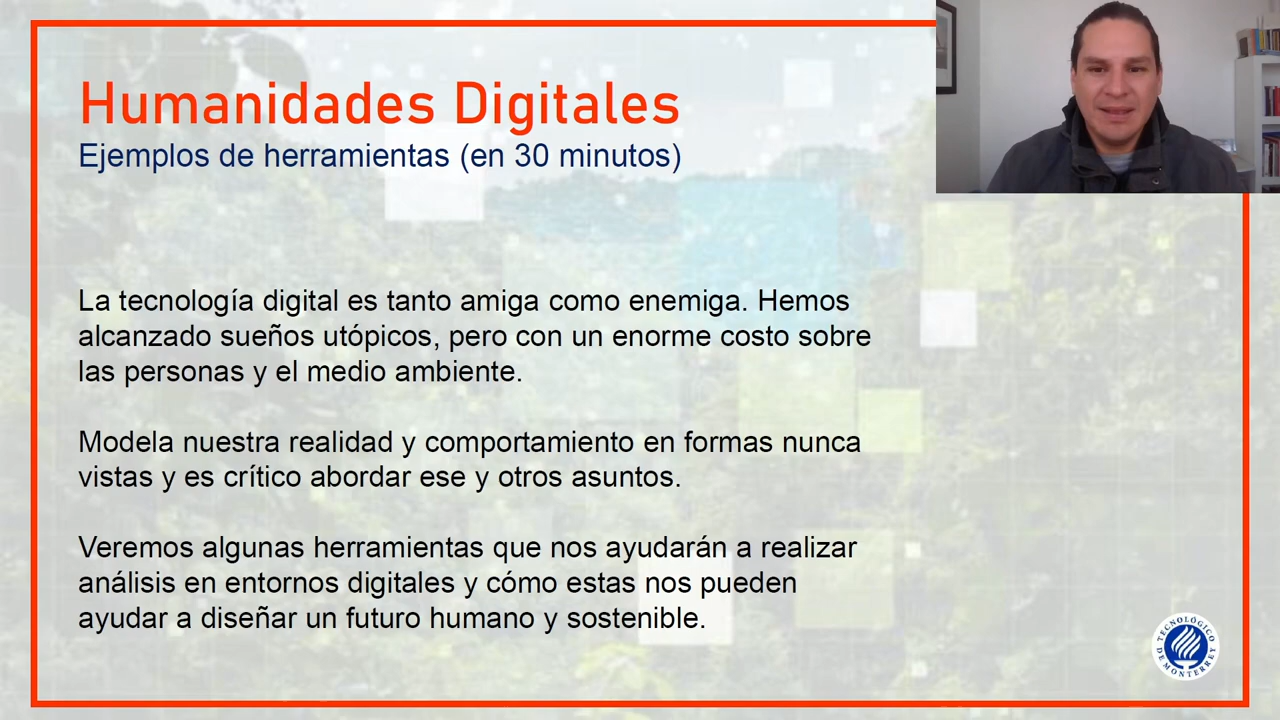 Humanidades Digitales
Ejemplos de herramientas (en 30 minutos)
La tecnología digital es tanto amiga como enemiga. Hemos
alcanzado sueños utópicos, pero con un enorme costo sobre
las personas y el medio ambiente.
Modela nuestra realidad y comportamiento en formas nunca
vistas y es crítico abordar ese y otros asuntos.
Veremos algunas herramientas que nos ayudarán a realizar
análisis en entornos digitales y cómo estas nos pueden
ayudar a diseñar un futuro humano y sostenible.
TECNOLÓGICO
DE MONTERREY